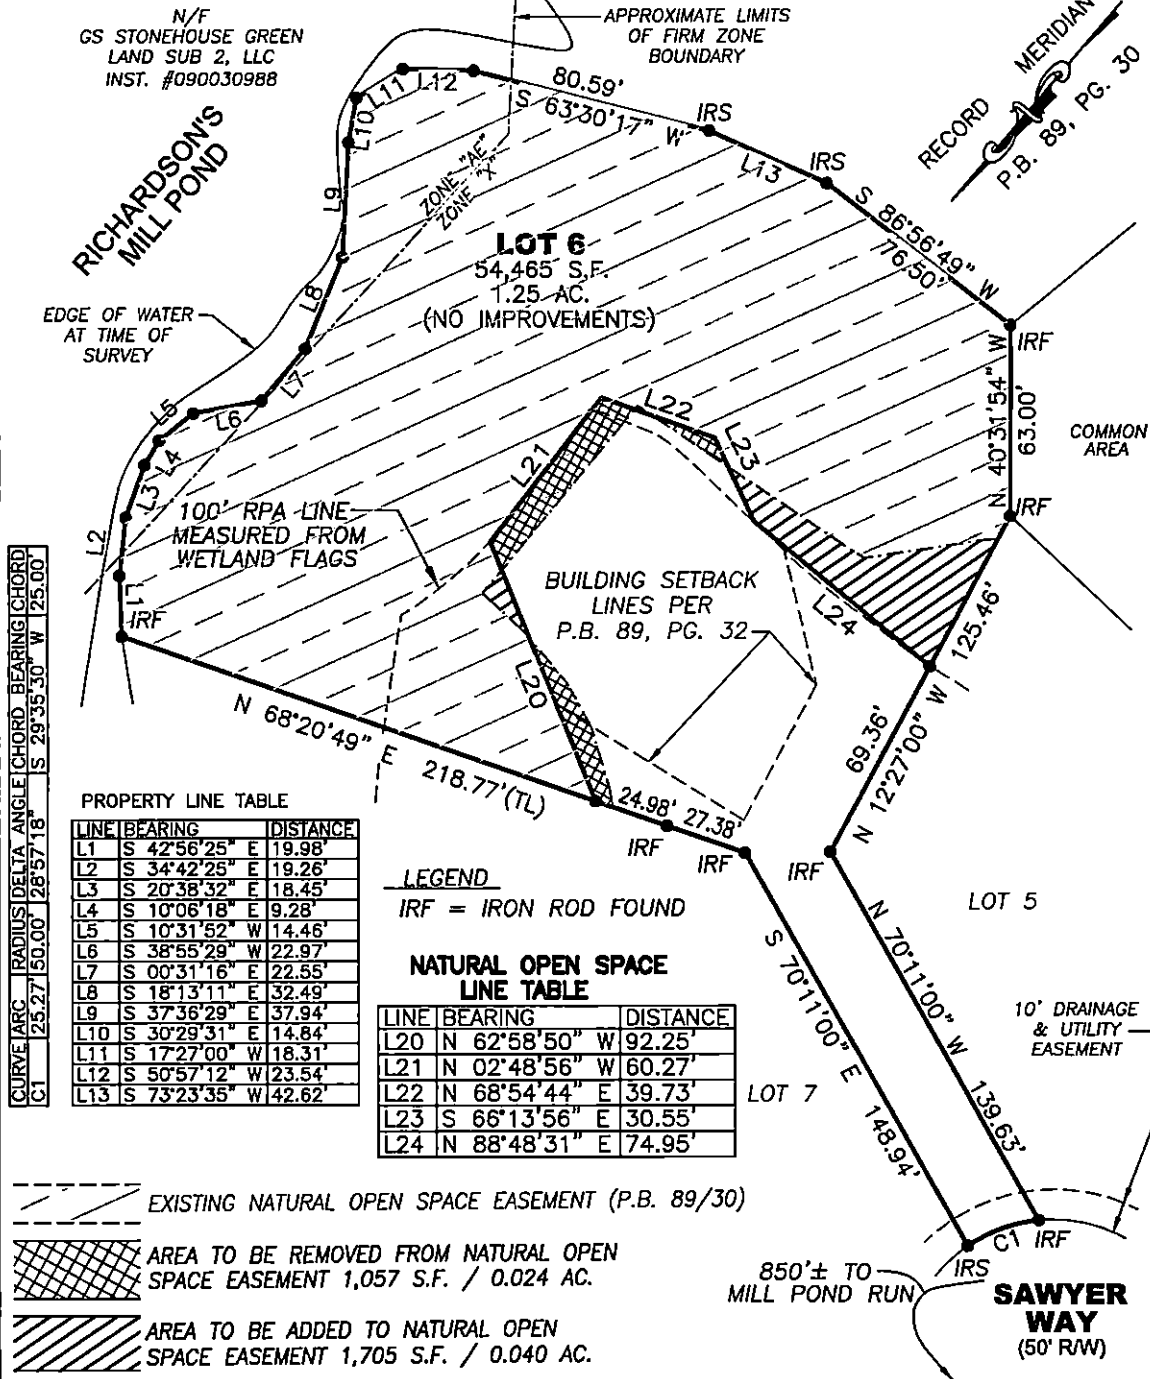 N/F
GS STONEHOUSE GREEN
LAND SUB 2, LLC
INST. #090030988
APPROXIMATE LIMITS
OF FIRM ZONE
BOUNDARY
RECORD MERIDIAN
P.B. 89, PG. 30
RICHARDSON'S
MILL POND
EDGE OF WATER
AT TIME OF
SURVEY
L12
L11
L10
L9
L8
L7
L6
L5
L4
L3
L2
L1
IRF
80.59'
S 63°30'17" W
IRS
L13
IRS
S 86°56'49" W
76.50'
IRF
N 40°31'54" W
63.00'
IRF
COMMON
AREA
ZONE "AE"
ZONE "X"
LOT 6
54,465 S.F.
1.25 AC.
(NO IMPROVEMENTS)
L22
L23
L21
L20
L24
100' RPA LINE
MEASURED FROM
WETLAND FLAGS
BUILDING SETBACK
LINES PER
P.B. 89, PG. 32
125.46'
69.36'
N 12°27'00" W
N 68°20'49" E
218.77'(TL)
24.98'
27.38'
IRF
IRF
IRF
LOT 5
N 70°11'00" W
139.63'
S 70°11'00" E
148.94'
LOT 7
10' DRAINAGE
& UTILITY
EASEMENT
C1
IRF
IRS
850'± TO
MILL POND RUN
SAWYER
WAY
(50' R/W)
CURVE ARC RADIUS DELTA ANGLE CHORD BEARING CHORD
C1 25.27' 50.00' 28°57'18" S 29°35'30" W 25.00'
PROPERTY LINE TABLE
LINE BEARING DISTANCE
L1 S 42°56'25" E 19.98'
L2 S 34°42'25" E 19.26'
L3 S 20°38'32" E 18.45'
L4 S 10°06'18" E 9.28'
L5 S 10°31'52" W 14.46'
L6 S 38°55'29" W 22.97'
L7 S 00°31'16" E 22.55'
L8 S 18°13'11" E 32.49'
L9 S 37°36'29" E 37.94'
L10 S 30°29'31" E 14.84'
L11 S 17°27'00" W 18.31'
L12 S 50°57'12" W 23.54'
L13 S 73°23'35" W 42.62'
LEGEND
IRF = IRON ROD FOUND
NATURAL OPEN SPACE
LINE TABLE
LINE BEARING DISTANCE
L20 N 62°58'50" W 92.25'
L21 N 02°48'56" W 60.27'
L22 N 68°54'44" E 39.73'
L23 S 66°13'56" E 30.55'
L24 N 88°48'31" E 74.95'
EXISTING NATURAL OPEN SPACE EASEMENT (P.B. 89/30)
AREA TO BE REMOVED FROM NATURAL OPEN
SPACE EASEMENT 1,057 S.F. / 0.024 AC.
AREA TO BE ADDED TO NATURAL OPEN
SPACE EASEMENT 1,705 S.F. / 0.040 AC.